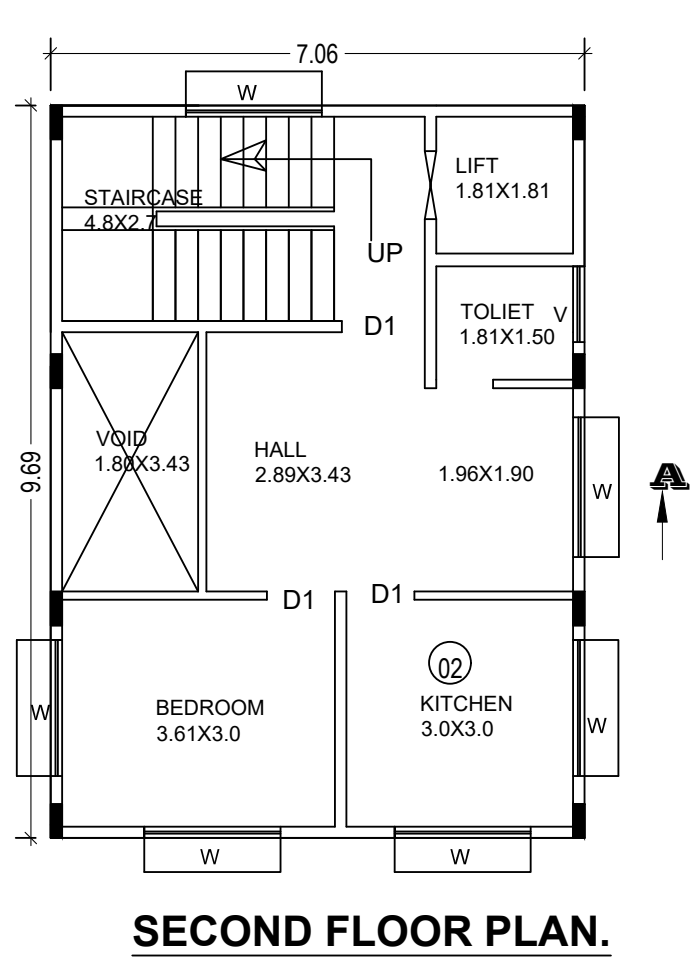 7.06
W
LIFT
1.81X1.81
STAIRCASE
4.8X2.7
UP
TOLIET V
1.81X1.50
D1
VOID
1.80X3.43
HALL
2.89X3.43
1.96X1.90
9.69
W
A
D1
D1
02
BEDROOM
3.61X3.0
KITCHEN
3.0X3.0
W
W
W
W
SECOND FLOOR PLAN.